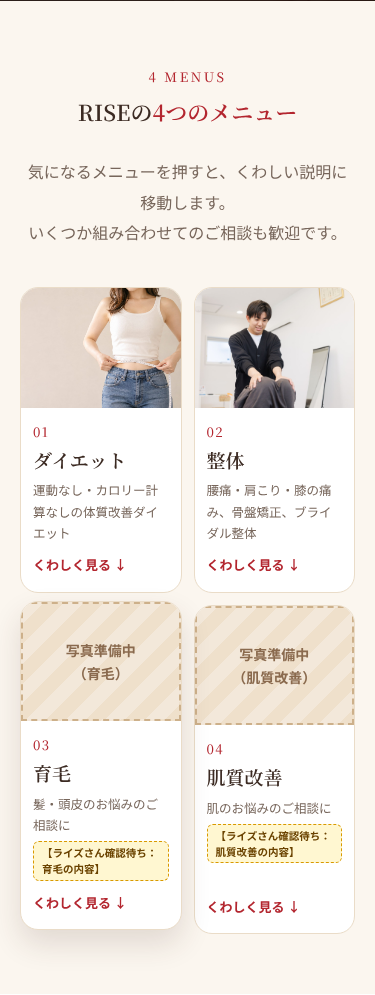 4 MENUS
RISEの4つのメニュー
気になるメニューを押すと、くわしい説明に
移動します。
いくつか組み合わせてのご相談も歓迎です。
01
ダイエット
運動なし・カロリー計
算なしの体質改善ダイ
エット
くわしく見る ↓
02
整体
腰痛・肩こり・膝の痛
み、骨盤矯正、ブライ
ダル整体
くわしく見る ↓
写真準備中
（育毛）
03
育毛
髪・頭皮のお悩みのご
相談に
【ライズさん確認待ち：
育毛の内容】
くわしく見る ↓
写真準備中
（肌質改善）
04
肌質改善
肌のお悩みのご相談に
【ライズさん確認待ち：
肌質改善の内容】
くわしく見る ↓